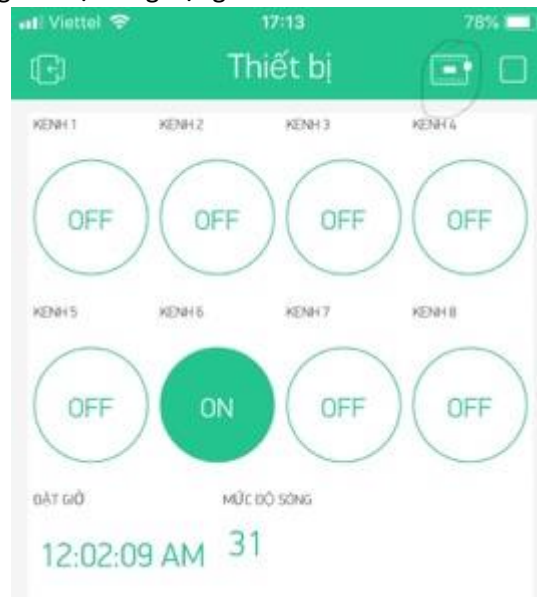 Viettel 17:13 78%
Thiết bị
KENH 1 KENH 2 KENH 3 KENH 4
OFF OFF OFF OFF
KENH 5 KENH 6 KENH 7 KENH 8
OFF ON OFF OFF
ĐẶT GIỜ MỨC ĐỘ SÓNG
12:02:09 AM 31